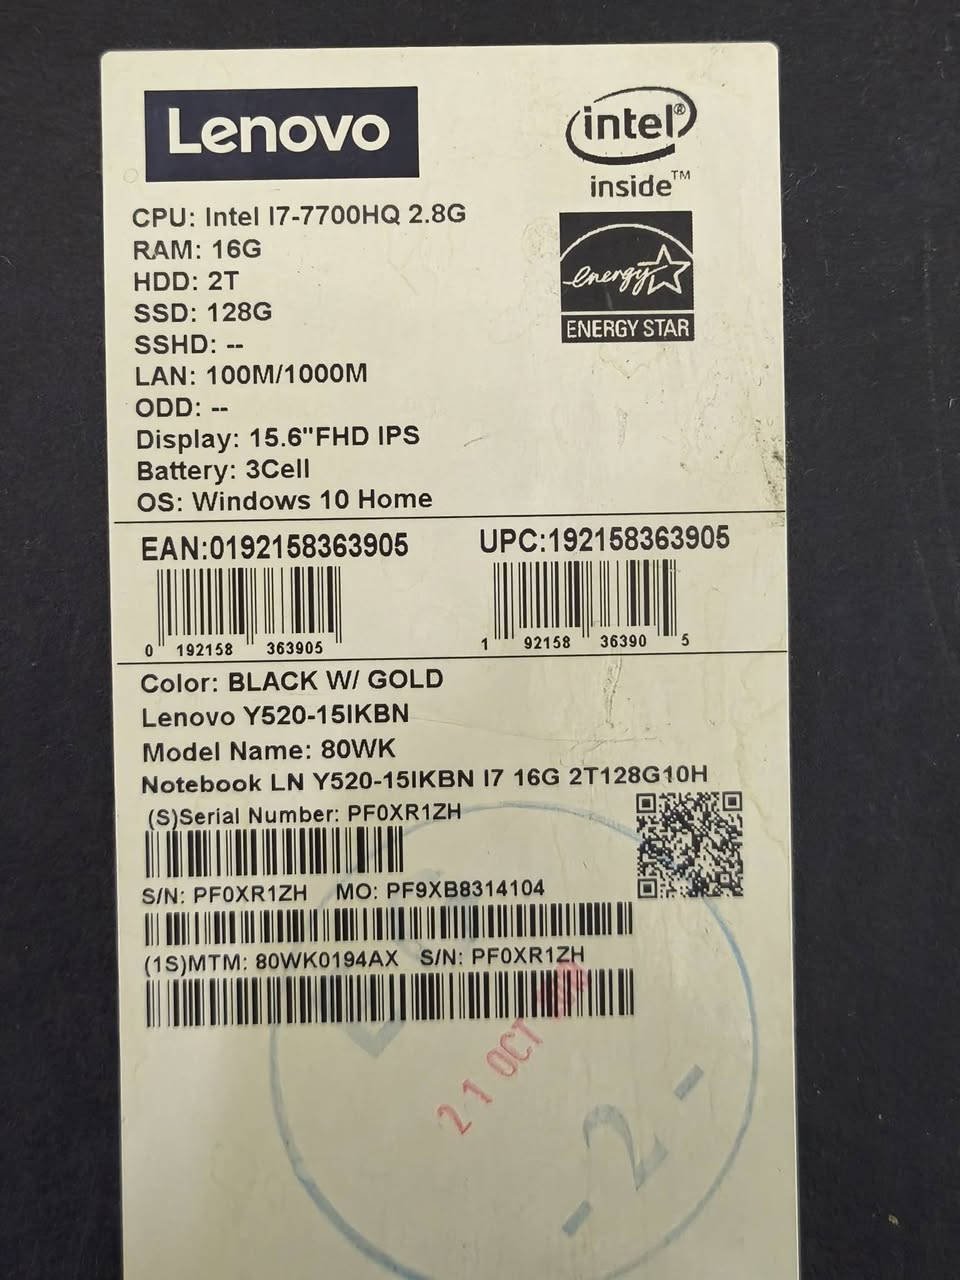 Lenovo
intel®
inside™
CPU: Intel I7-7700HQ 2.8G
RAM: 16G
HDD: 2T
SSD: 128G
SSHD: --
LAN: 100M/1000M
ODD: --
Display: 15.6"FHD IPS
Battery: 3Cell
OS: Windows 10 Home
energy
ENERGY STAR
EAN:0192158363905
UPC:192158363905
0 192158 363905
1 92158 36390 5
Color: BLACK W/ GOLD
Lenovo Y520-15IKBN
Model Name: 80WK
Notebook LN Y520-15IKBN I7 16G 2T128G10H
(S)Serial Number: PF0XR1ZH
S/N: PF0XR1ZH MO: PF9XB8314104
(1S)MTM: 80WK0194AX S/N: PF0XR1ZH
21 OCT
- 2 -